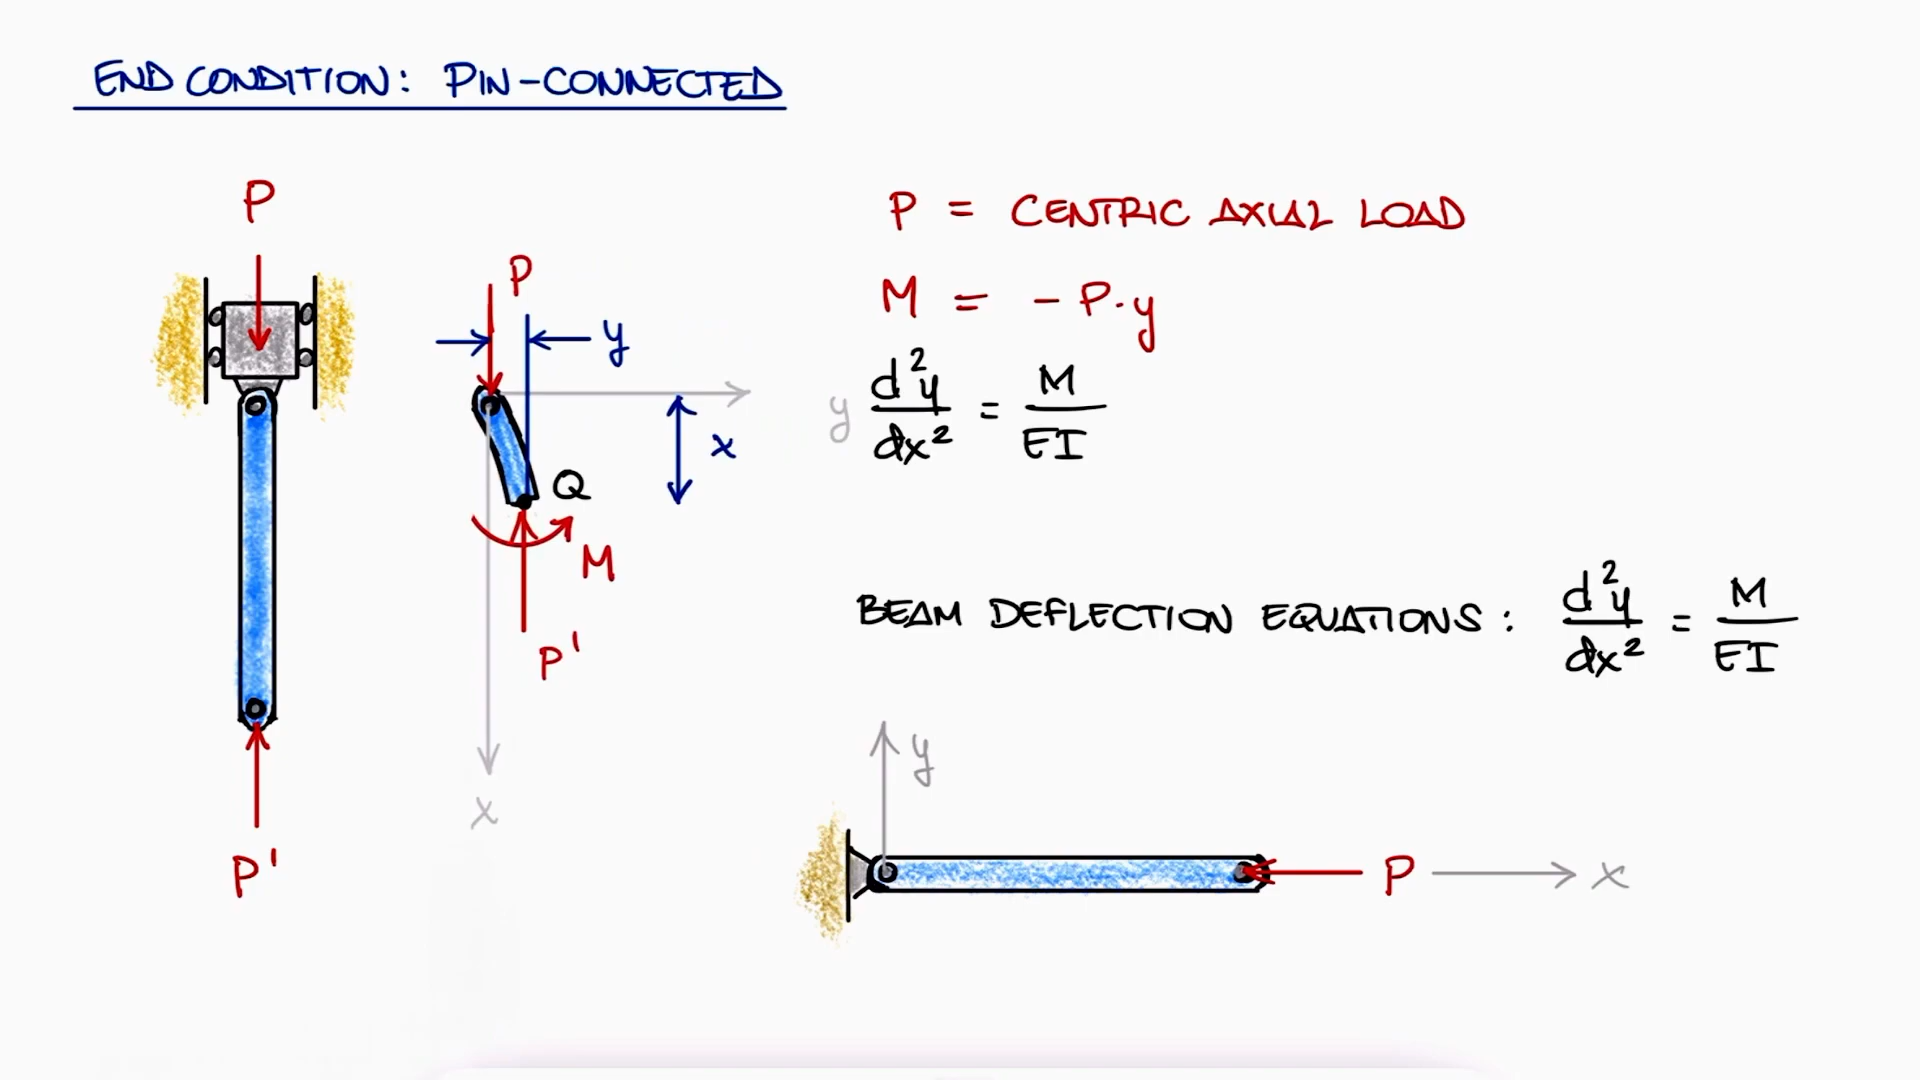 END CONDITION: PIN-CONNECTED
P
P'
P
y
x
Q
M
P'
x
P = CENTRIC AXIAL LOAD
M = - P·y
y d²y/dx² = M/EI
BEAM DEFLECTION EQUATIONS: d²y/dx² = M/EI
y
P
x